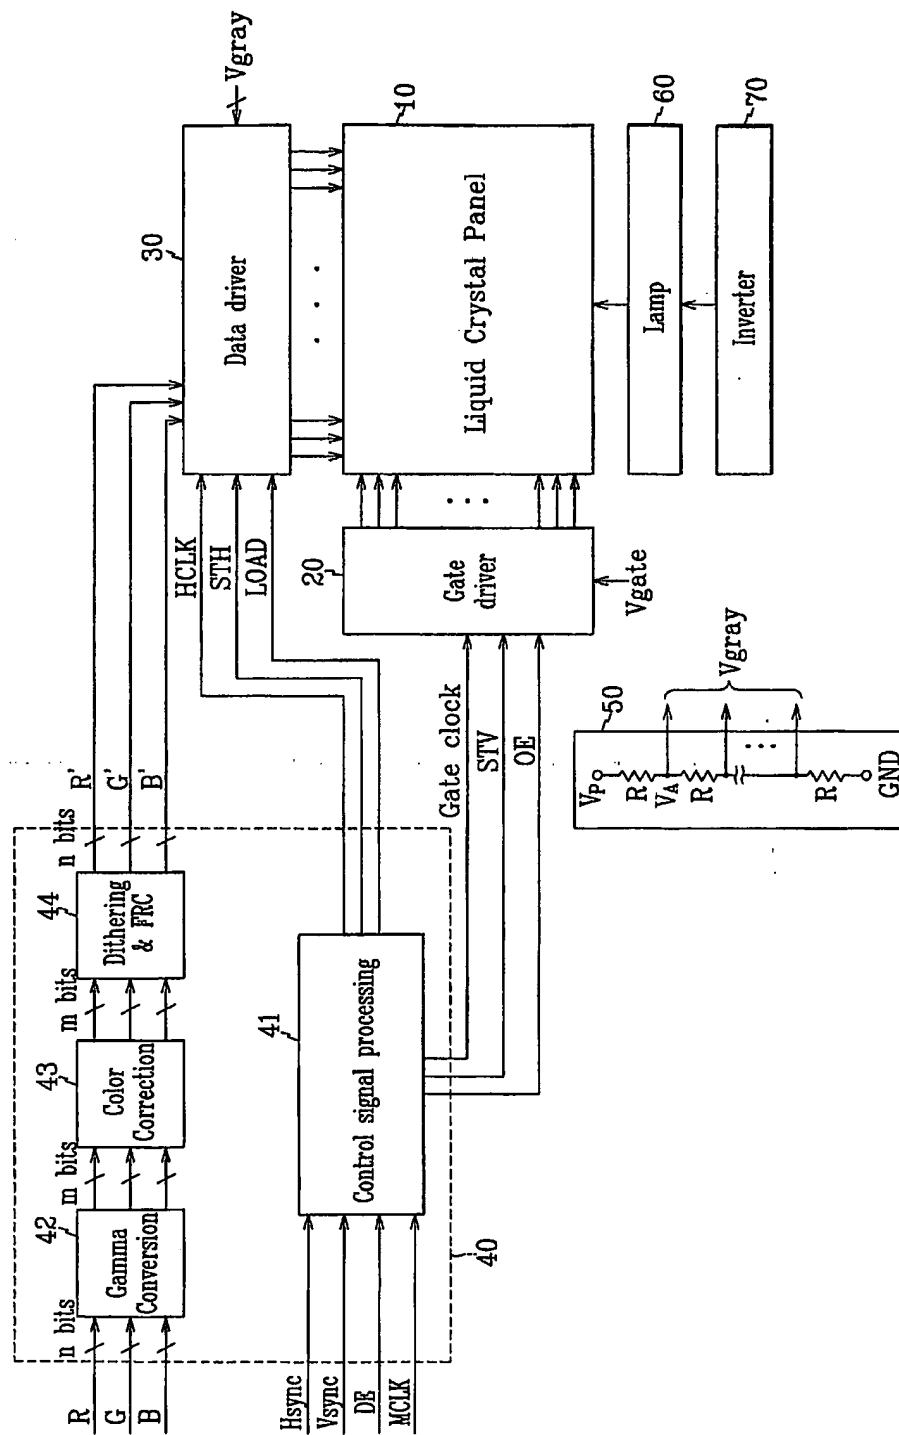 R
G
B
n bits
42
Gamma
Conversion
m bits
43
Color
Correction
m bits
44
Dithering
& FRC
n bits
R'
G'
B'
30
Data driver
Vgray
HCLK
STH
LOAD
Hsync
Vsync
DE
MCLK
41
Control signal processing
40
Gate clock
STV
OE
20
Gate
driver
Vgate
10
Liquid Crystal Panel
60
Lamp
70
Inverter
50
VP
R
VA
R
R
GND
Vgray